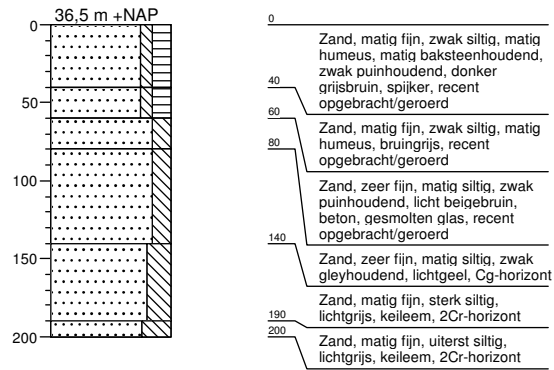 36,5 m +NAP
0
50
100
150
200
0
Zand, matig fijn, zwak siltig, matig
humeus, matig baksteenhoudend,
zwak puinhoudend, donker
grijsbruin, spijker, recent
opgebracht/geroerd
40
Zand, matig fijn, zwak siltig, matig
humeus, bruingrijs, recent
opgebracht/geroerd
60
Zand, zeer fijn, matig siltig, zwak
puinhoudend, licht beigebruin,
beton, gesmolten glas, recent
opgebracht/geroerd
80
Zand, zeer fijn, matig siltig, zwak
gleyhoudend, lichtgeel, Cg-horizont
140
Zand, matig fijn, sterk siltig,
lichtgrijs, keileem, 2Cr-horizont
190
Zand, matig fijn, uiterst siltig,
lichtgrijs, keileem, 2Cr-horizont
200